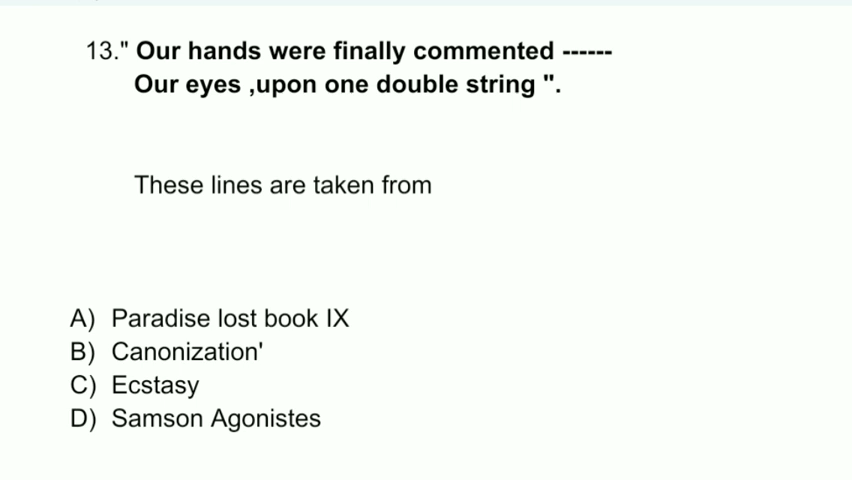 13." Our hands were finally commented ------
Our eyes ,upon one double string ".
These lines are taken from
A) Paradise lost book IX
B) Canonization'
C) Ecstasy
D) Samson Agonistes